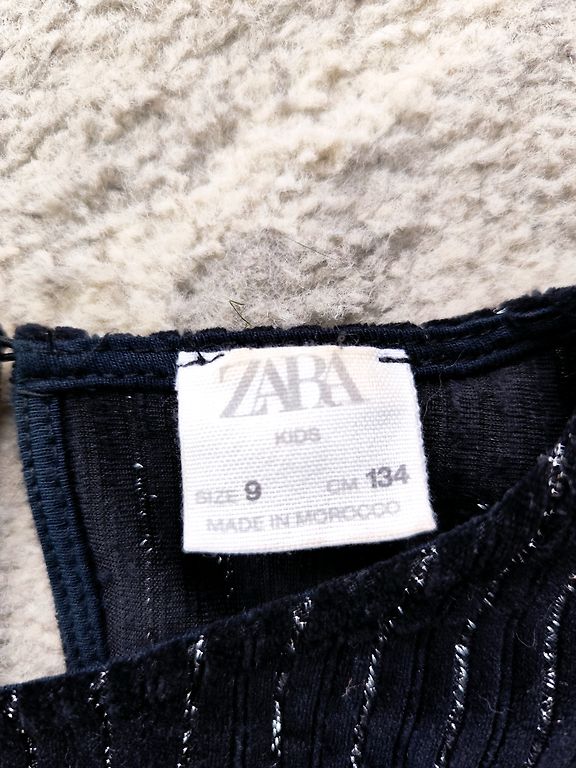 ZARA
KIDS
SIZE 9 CM 134
MADE IN MOROCCO